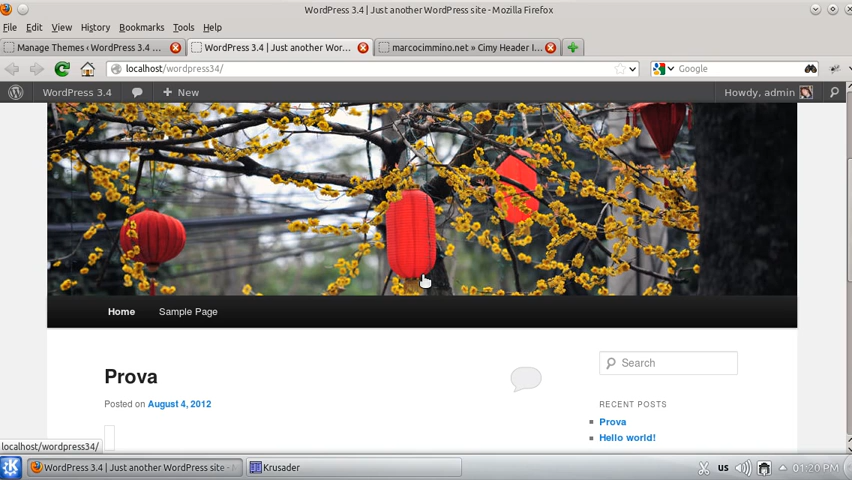 WordPress 3.4 | Just another WordPress site - Mozilla Firefox
File Edit View History Bookmarks Tools Help
Manage Themes ‹ WordPress 3.4 ...
WordPress 3.4 | Just another Wor...
marcocimmino.net » Cimy Header I...
localhost/wordpress34/
Google
WordPress 3.4
New
Howdy, admin
Home
Sample Page
Prova
Posted on August 4, 2012
Search
RECENT POSTS
Prova
Hello world!
localhost/wordpress34/
WordPress 3.4 | Just another WordPress site - M
Krusader
us
01:20 PM